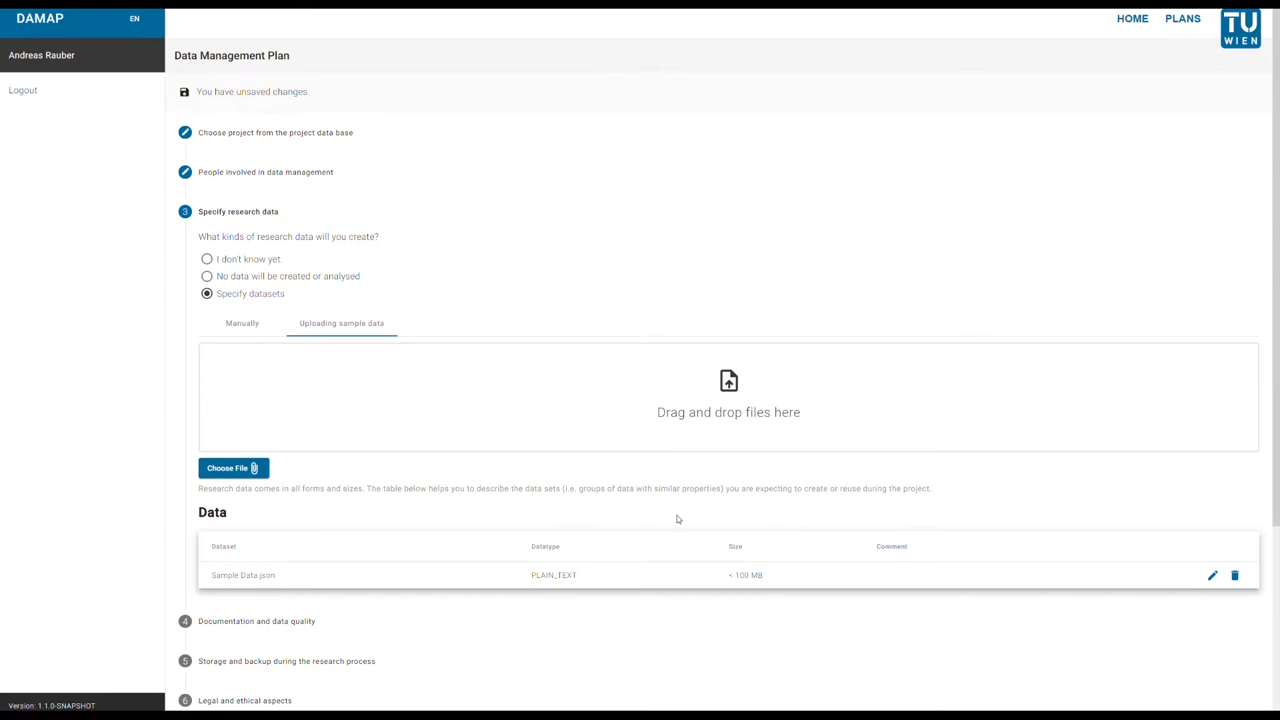 DAMAP
EN
HOME
PLANS
TU
WIEN
Andreas Rauber
Data Management Plan
Logout
You have unsaved changes.
Choose project from the project data base
People involved in data management
3
Specify research data
What kinds of research data will you create?
I don't know yet.
No data will be created or analysed
Specify datasets
Manually
Uploading sample data
Drag and drop files here
Choose File
Research data comes in all forms and sizes. The table below helps you to describe the data sets (i.e. groups of data with similar properties) you are expecting to create or reuse during the project.
Data
Dataset
Datatype
Size
Comment
Sample Data.json
PLAIN_TEXT
< 100 MB
4
Documentation and data quality
5
Storage and backup during the research process
6
Legal and ethical aspects
Version: 1.1.0-SNAPSHOT